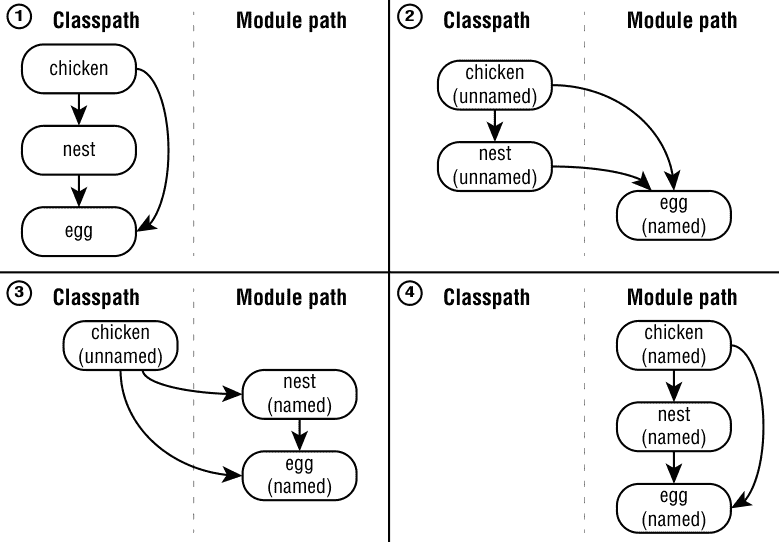 1 Classpath Module path
chicken
nest
egg
2 Classpath Module path
chicken
(unnamed)
nest
(unnamed)
egg
(named)
3 Classpath Module path
chicken
(unnamed)
nest
(named)
egg
(named)
4 Classpath Module path
chicken
(named)
nest
(named)
egg
(named)